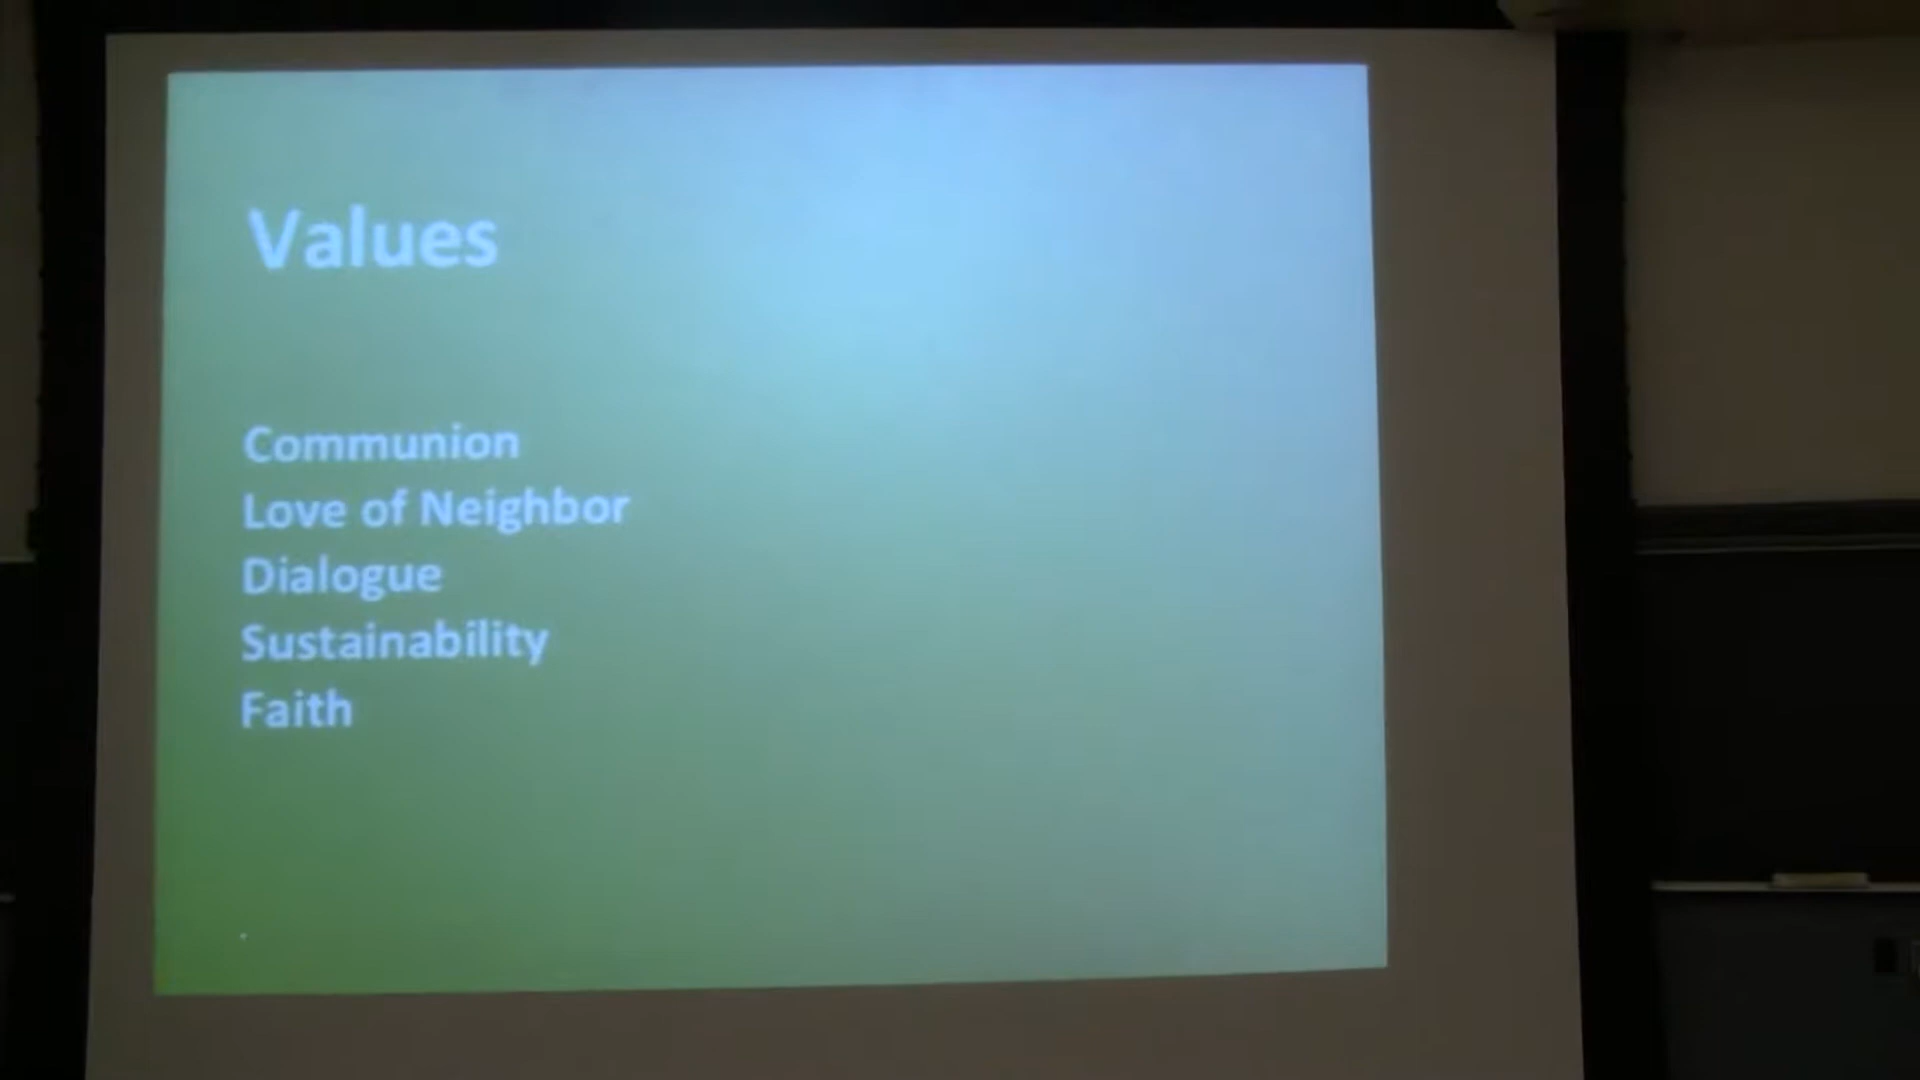 Values
Communion
Love of Neighbor
Dialogue
Sustainability
Faith